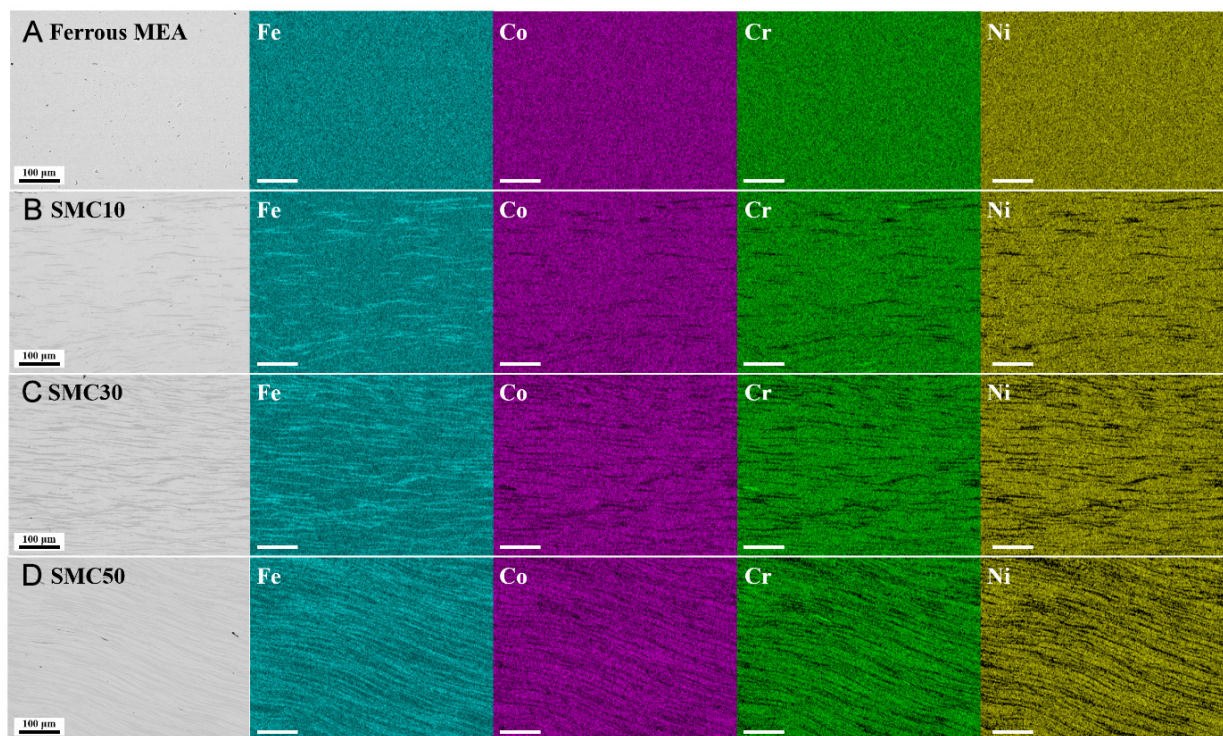 A Ferrous MEA
Fe
Co
Cr
Ni
100 μm
B SMC10
Fe
Co
Cr
Ni
100 μm
C SMC30
Fe
Co
Cr
Ni
100 μm
D SMC50
Fe
Co
Cr
Ni
100 μm